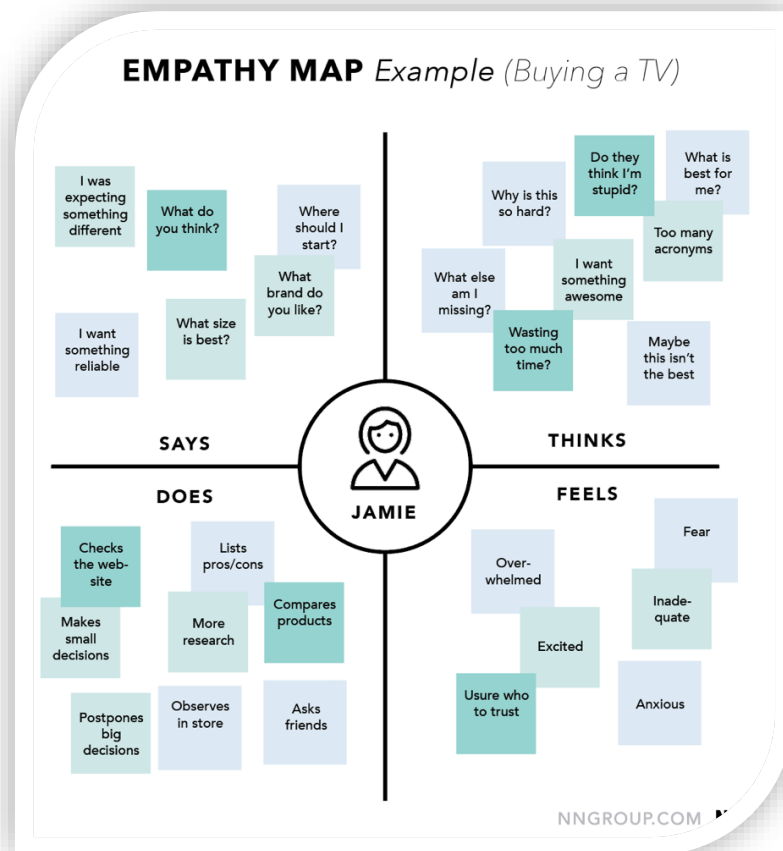 EMPATHY MAP Example (Buying a TV)
I was
expecting
something
different
What do
you think?
Where
should I
start?
What
brand do
you like?
What size
is best?
I want
something
reliable
SAYS
Do they
think I'm
stupid?
What is
best for
me?
Why is this
so hard?
Too many
acronyms
I want
something
awesome
What else
am I
missing?
Wasting
too much
time?
Maybe
this isn't
the best
THINKS
JAMIE
DOES
Checks
the web-
site
Lists
pros/cons
Makes
small
decisions
More
research
Compares
products
Postpones
big
decisions
Observes
in store
Asks
friends
FEELS
Over-
whelmed
Fear
Inade-
quate
Excited
Usure who
to trust
Anxious
NNGROUP.COM